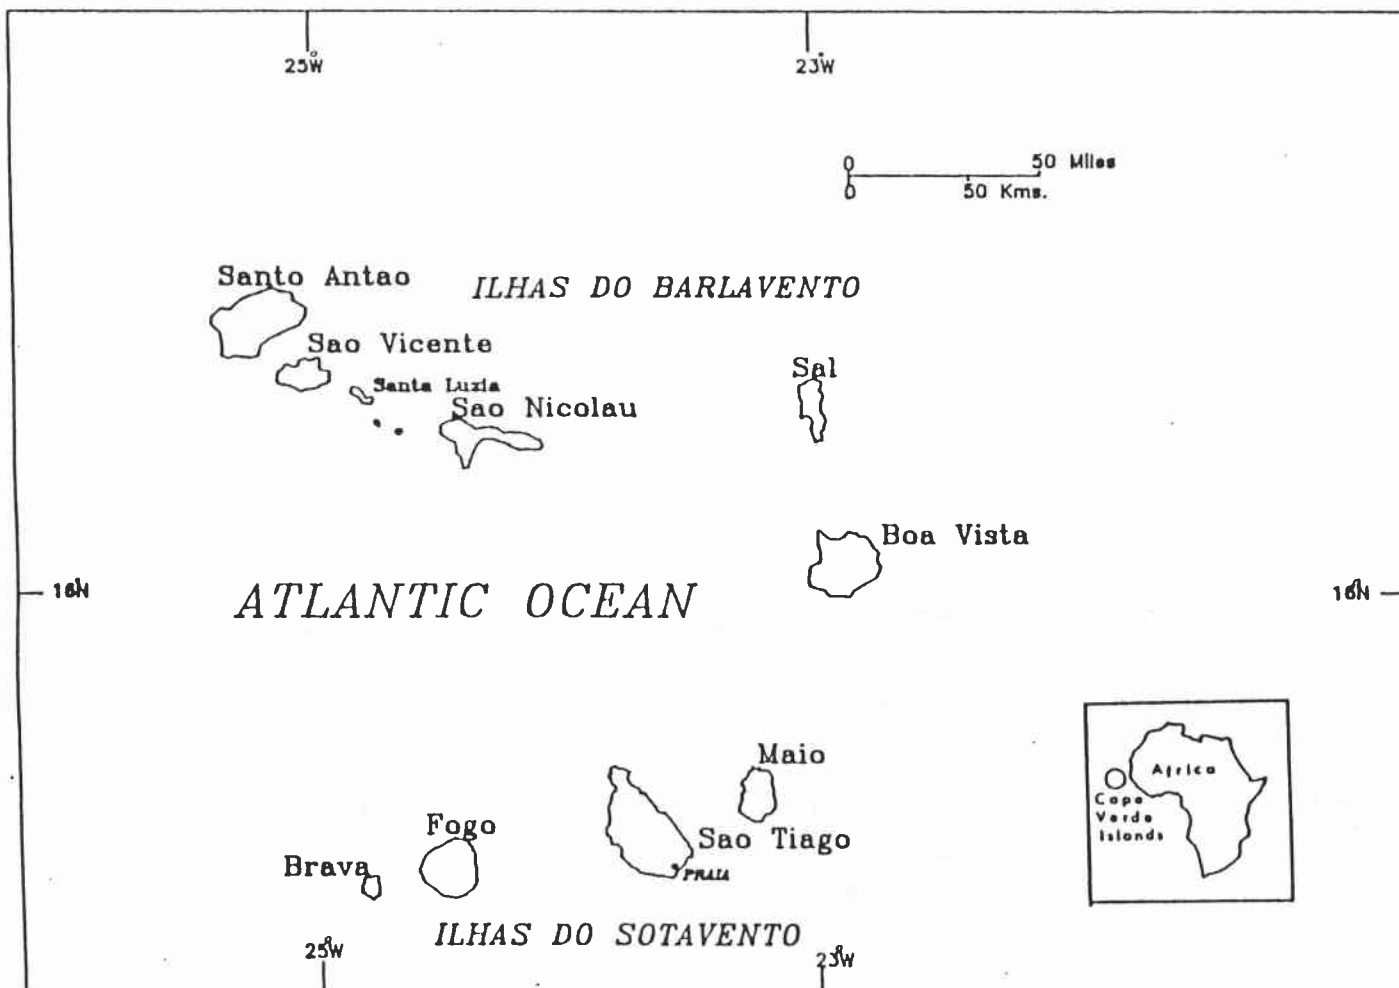 25°W 23°W
0 50 Miles
0 50 Kms.
Santo Antao
ILHAS DO BARLAVENTO
Sao Vicente
Sal
Santa Luzia
Sao Nicolau
Boa Vista
16°N ATLANTIC OCEAN 16°N
Maio
Africa
Cape
Verde
Islands
Fogo
Sao Tiago
Brava
PRAIA
ILHAS DO SOTAVENTO
25°W 23°W